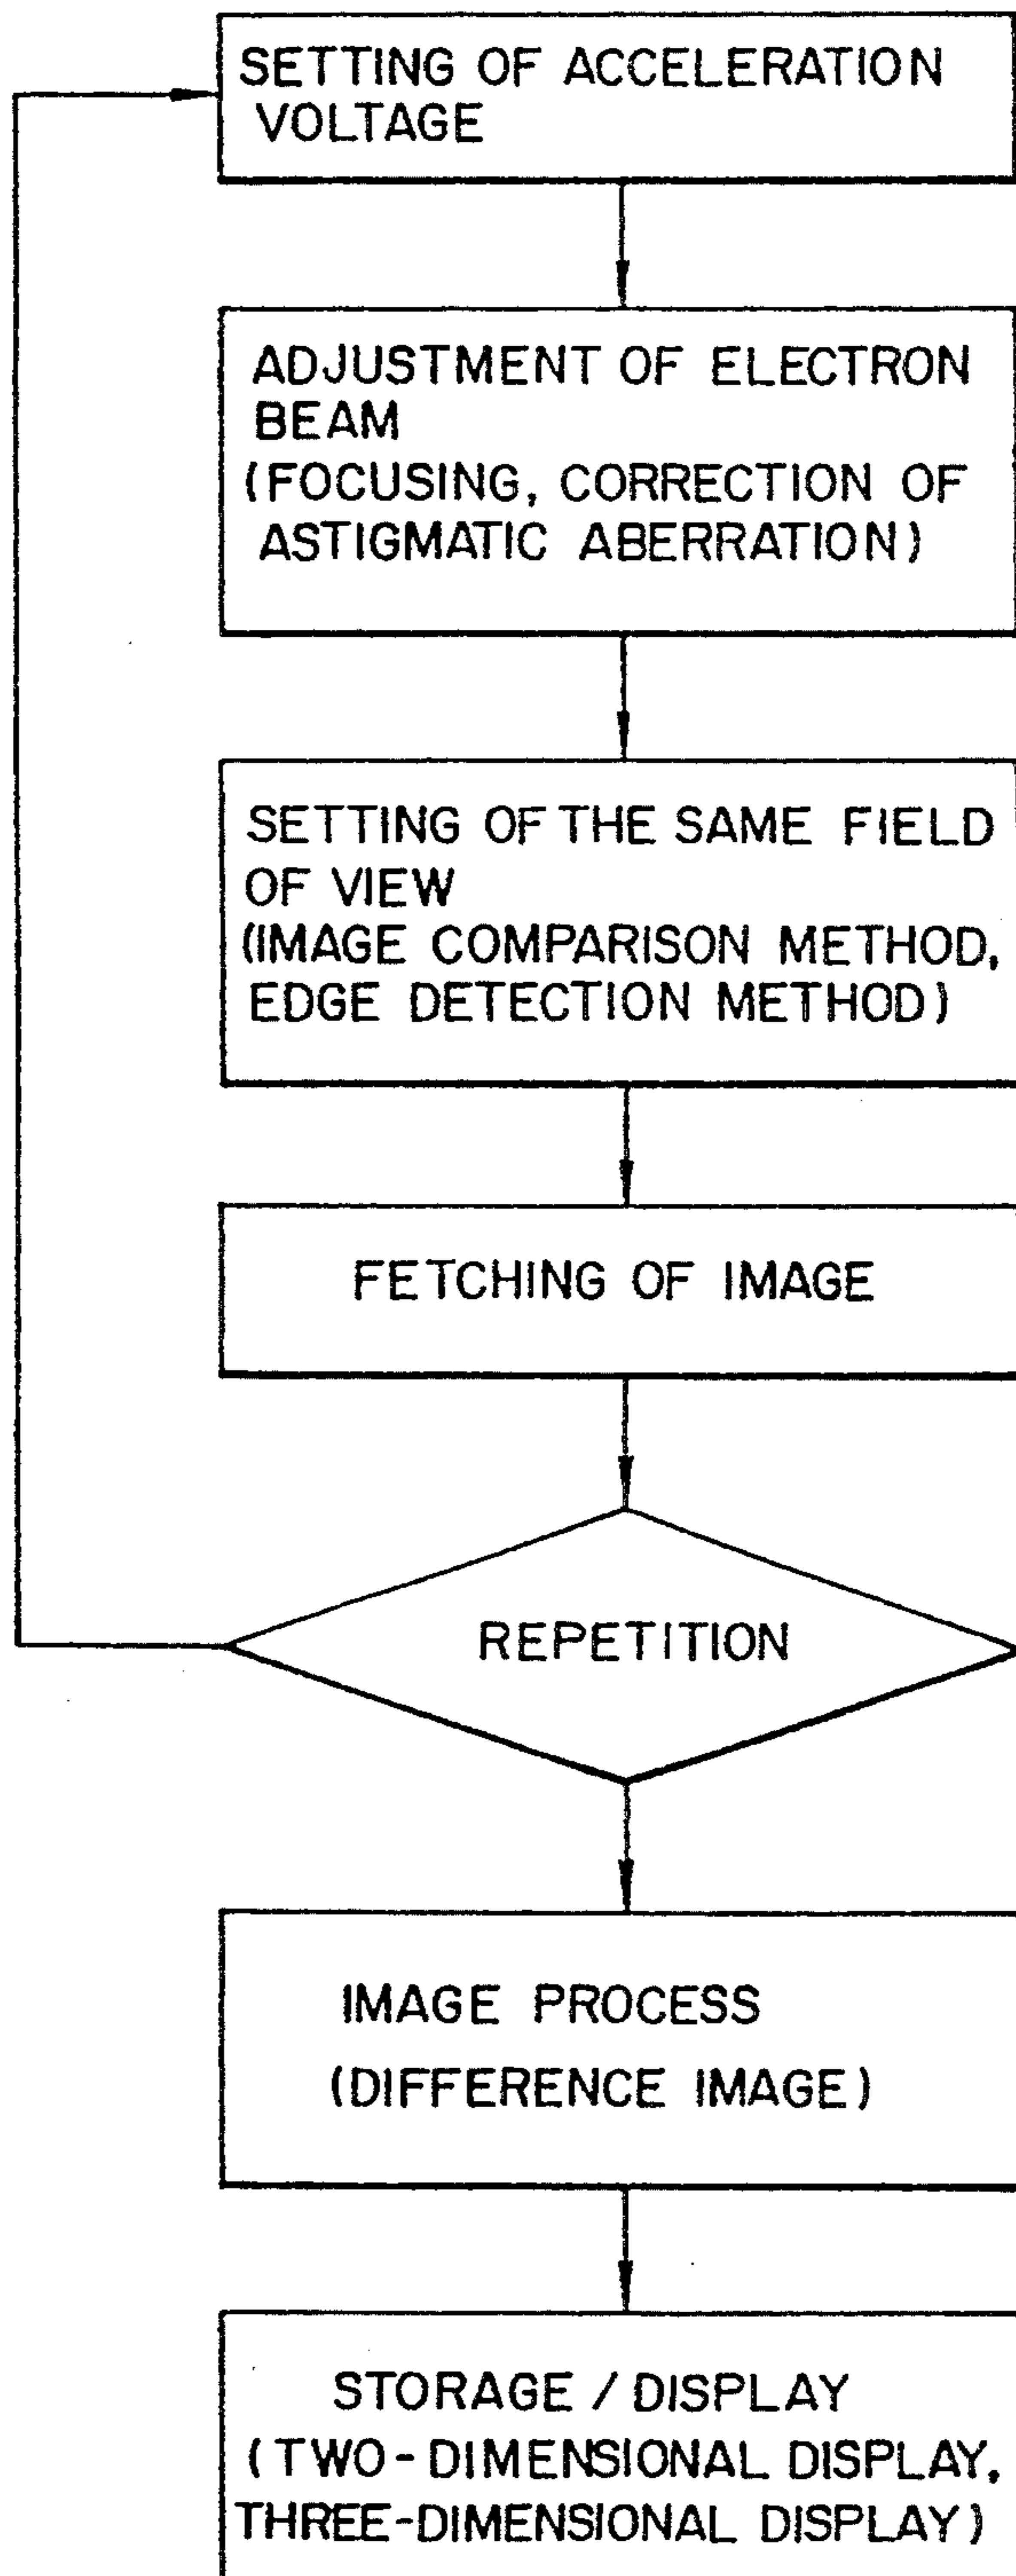 SETTING OF ACCELERATION
VOLTAGE
ADJUSTMENT OF ELECTRON
BEAM
(FOCUSING, CORRECTION OF
ASTIGMATIC ABERRATION)
SETTING OF THE SAME FIELD
OF VIEW
(IMAGE COMPARISON METHOD,
EDGE DETECTION METHOD)
FETCHING OF IMAGE
REPETITION
IMAGE PROCESS
(DIFFERENCE IMAGE)
STORAGE / DISPLAY
(TWO-DIMENSIONAL DISPLAY,
THREE-DIMENSIONAL DISPLAY)